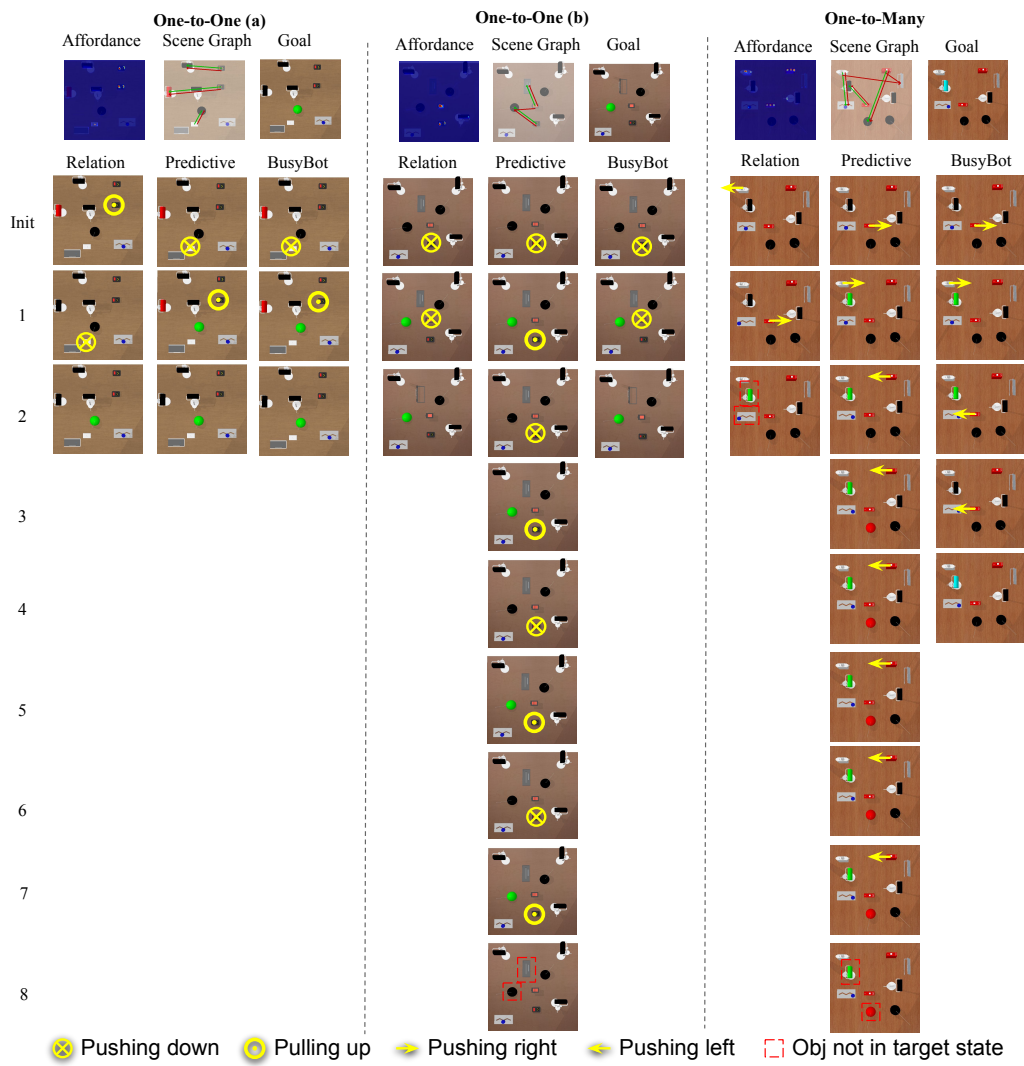 One-to-One (a)
One-to-One (b)
One-to-Many
Affordance
Scene Graph
Goal
Affordance
Scene Graph
Goal
Affordance
Scene Graph
Goal
Relation
Predictive
BusyBot
Relation
Predictive
BusyBot
Relation
Predictive
BusyBot
Init
1
2
3
4
5
6
7
8
Pushing down
Pulling up
Pushing right
Pushing left
Obj not in target state